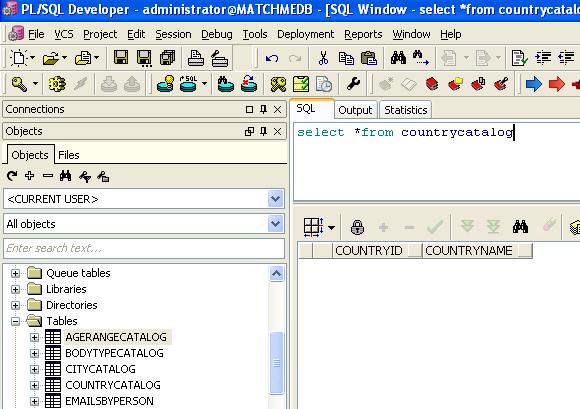 PL/SQL Developer - administrator@MATCHMEDB - [SQL Window - select *from countrycatalo
File VCS Project Edit Session Debug Tools Deployment Reports Window Help
Connections
Objects
Objects Files
<CURRENT USER>
All objects
Enter search text...
Queue tables
Libraries
Directories
Tables
AGERANGECATALOG
BODYTYPECATALOG
CITYCATALOG
COUNTRYCATALOG
EMAILSBYPERSON
SQL Output Statistics
select *from countrycatalog
COUNTRYID COUNTRYNAME